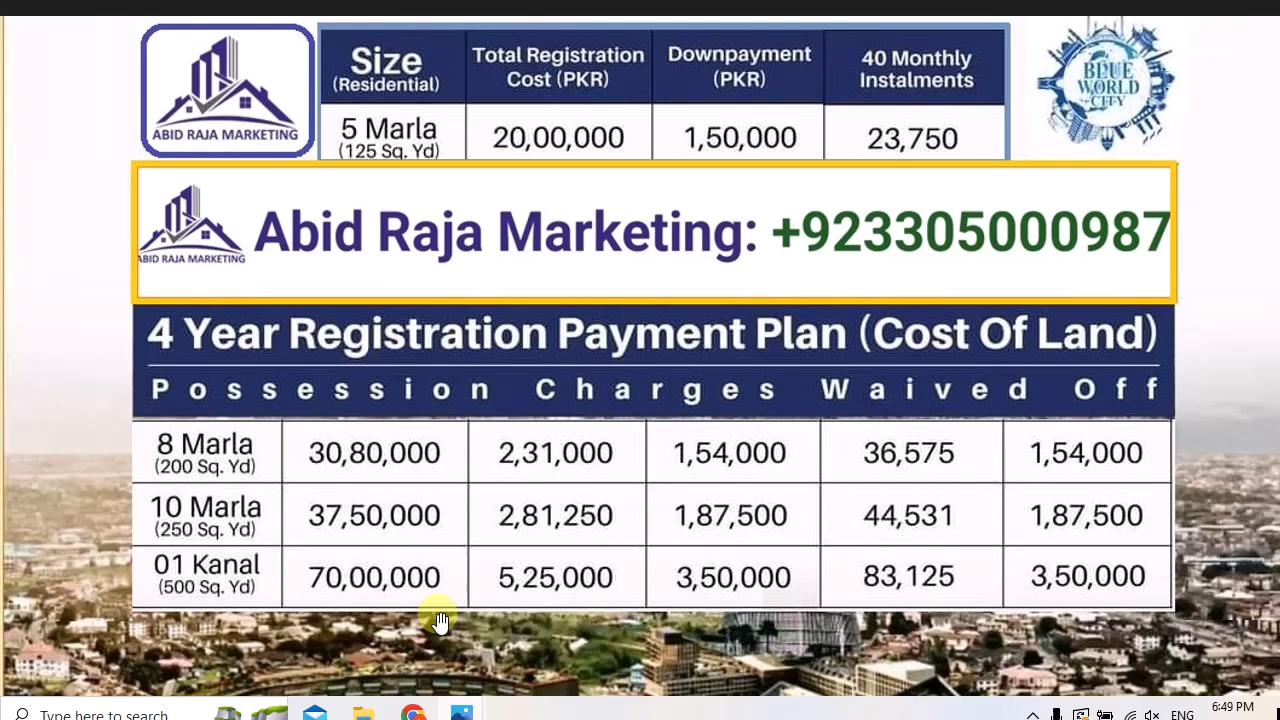 ABID RAJA MARKETING
Size (Residential) Total Registration Cost (PKR) Downpayment (PKR) 40 Monthly Instalments
5 Marla (125 Sq. Yd) 20,00,000 1,50,000 23,750
BLUE WORLD CITY
ABID RAJA MARKETING
Abid Raja Marketing: +923305000987
4 Year Registration Payment Plan (Cost Of Land)
Possession Charges Waived Off
8 Marla (200 Sq. Yd) 30,80,000 2,31,000 1,54,000 36,575 1,54,000
10 Marla (250 Sq. Yd) 37,50,000 2,81,250 1,87,500 44,531 1,87,500
01 Kanal (500 Sq. Yd) 70,00,000 5,25,000 3,50,000 83,125 3,50,000
Type here to search
ENG
6:49 PM